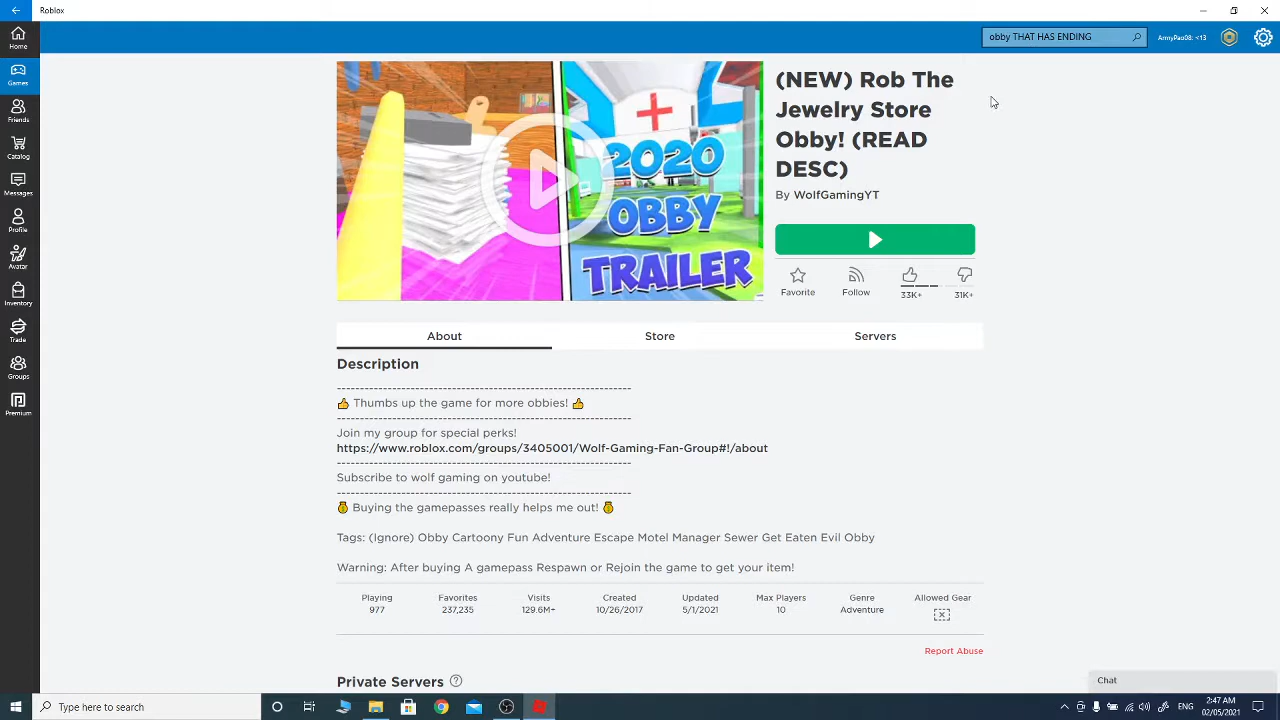 Roblox
obby THAT HAS ENDING
ArmyPao08: <13
Home
Games
Friends
Catalog
Messages
Profile
Avatar
Inventory
Trade
Groups
Premium
2020
OBBY
TRAILER
(NEW) Rob The
Jewelry Store
Obby! (READ
DESC)
By WolfGamingYT
Favorite
Follow
33K+
31K+
About
Store
Servers
Description
----------------------------------------------------------------
👍 Thumbs up the game for more obbies! 👍
----------------------------------------------------------------
Join my group for special perks!
https://www.roblox.com/groups/3405001/Wolf-Gaming-Fan-Group#!/about
----------------------------------------------------------------
Subscribe to wolf gaming on youtube!
----------------------------------------------------------------
💰 Buying the gamepasses really helps me out! 💰
Tags: (Ignore) Obby Cartoony Fun Adventure Escape Motel Manager Sewer Get Eaten Evil Obby
Warning: After buying A gamepass Respawn or Rejoin the game to get your item!
Playing Favorites Visits Created Updated Max Players Genre Allowed Gear
977 237,235 129.6M+ 10/26/2017 5/1/2021 10 Adventure
Report Abuse
Private Servers ?
Chat
Type here to search
ENG
2:47 AM
02/05/2021